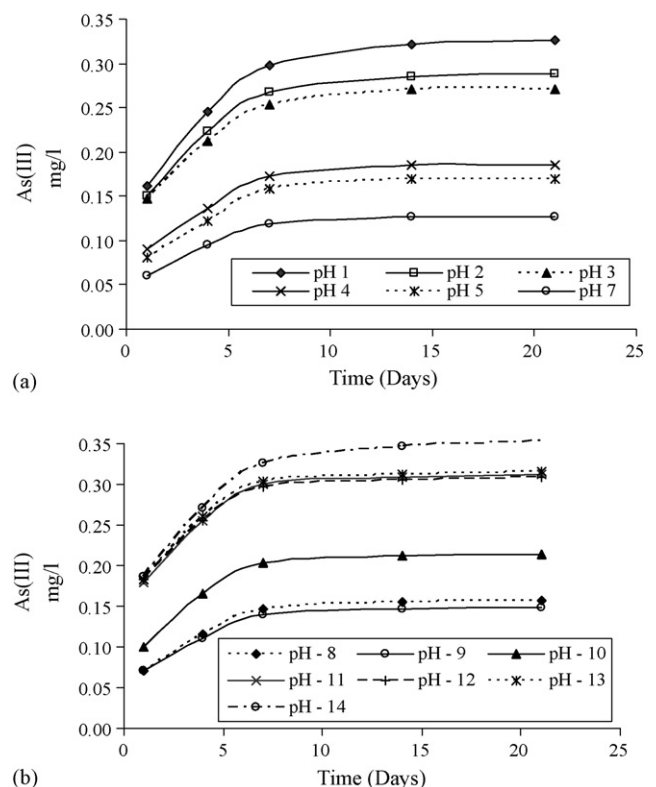 0.35
0.30
0.25
0.20
0.15
0.10
0.05
0.00
As(III)
mg/l
pH 1 pH 2 pH 3
pH 4 pH 5 pH 7
0 5 10 15 20 25
Time (Days)
(a)
0.35
0.30
0.25
0.20
0.15
0.10
0.05
0.00
As(III)
mg/l
pH - 8 pH - 9 pH - 10
pH - 11 pH - 12 pH - 13
pH - 14
0 5 10 15 20 25
Time (Days)
(b)